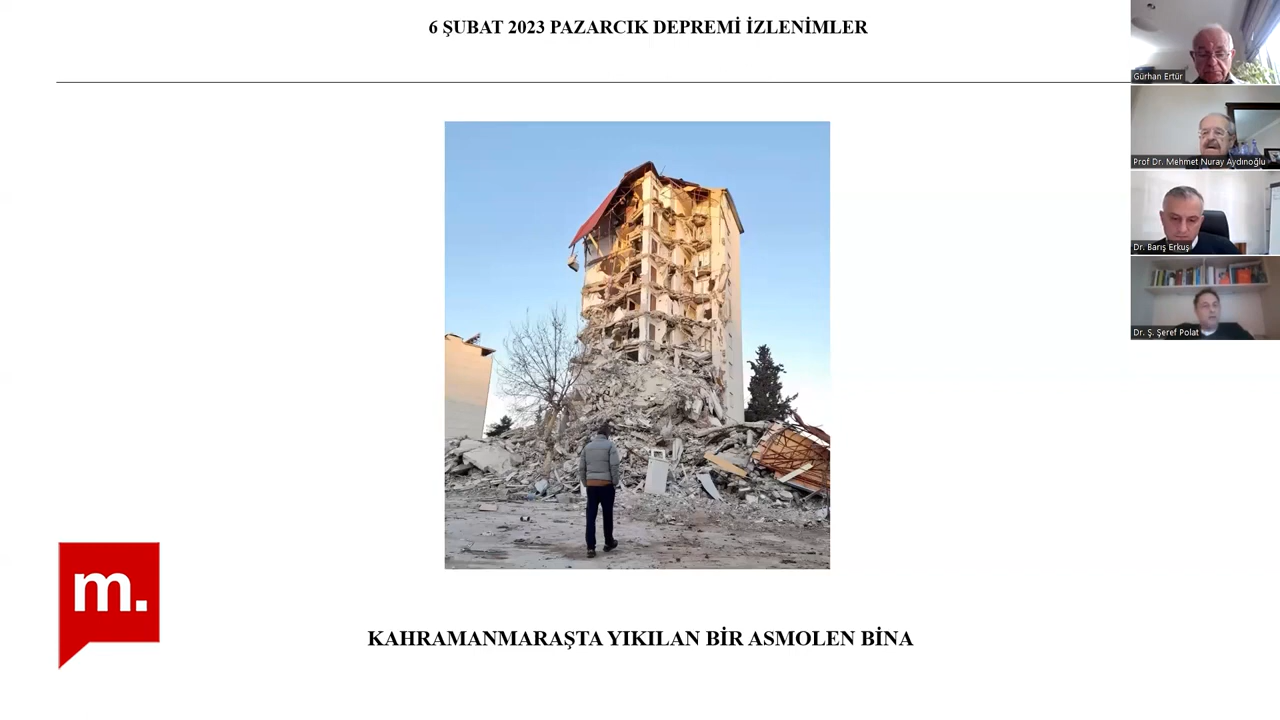 6 ŞUBAT 2023 PAZARCIK DEPREMİ İZLENİMLER
Gürhan Ertür
Prof Dr. Mehmet Nuray Aydınoğlu
Dr. Barış Erkuş
Dr. Ş. Şeref Polat
m.
KAHRAMANMARAŞTA YIKILAN BİR ASMOLEN BİNA